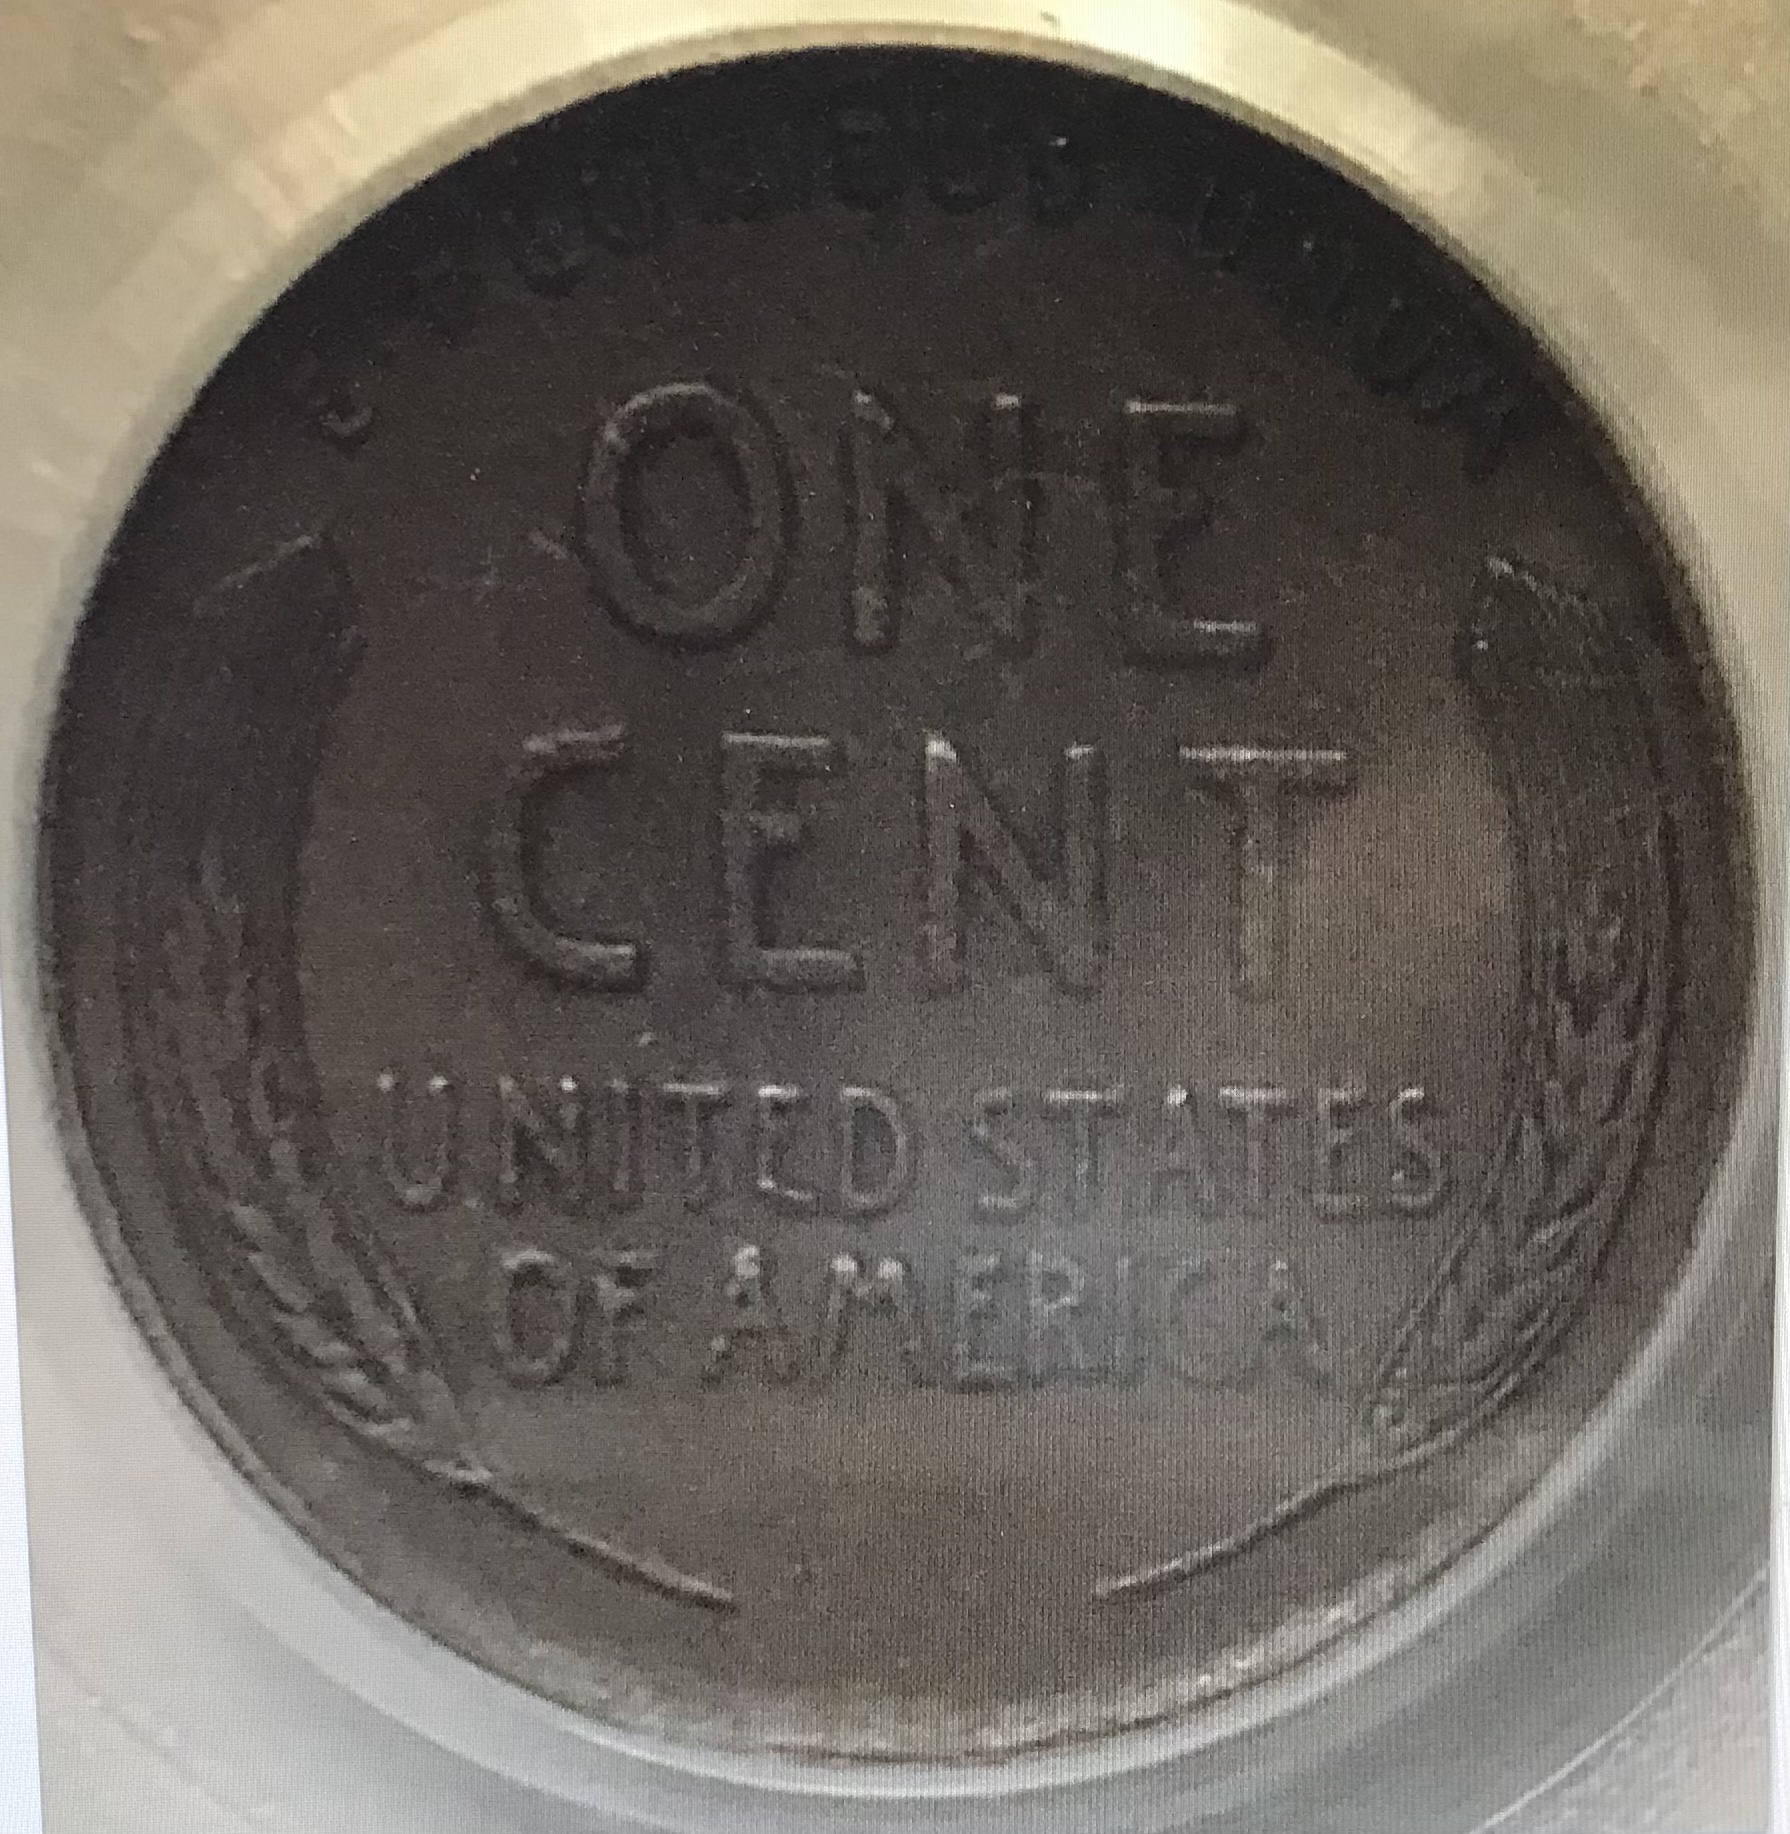 ONE
CENT
UNITED STATES
OF AMERICA